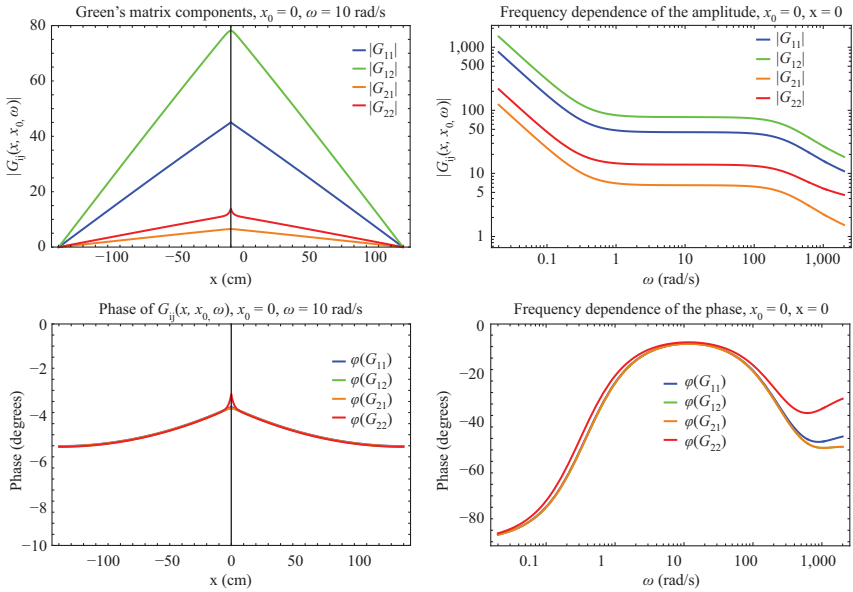 Green's matrix components, x₀ = 0, ω = 10 rad/s
|G_ij(x, x₀, ω)|
80
60
40
20
0
−100
−50
0
50
100
x (cm)
|G₁₁|
|G₁₂|
|G₂₁|
|G₂₂|
Frequency dependence of the amplitude, x₀ = 0, x = 0
|G_ij(x, x₀, ω)|
1,000
500
100
50
10
5
1
0.1
1
10
100
1,000
ω (rad/s)
|G₁₁|
|G₁₂|
|G₂₁|
|G₂₂|
Phase of G_ij(x, x₀, ω), x₀ = 0, ω = 10 rad/s
Phase (degrees)
0
−2
−4
−6
−8
−10
−100
−50
0
50
100
x (cm)
φ(G₁₁)
φ(G₁₂)
φ(G₂₁)
φ(G₂₂)
Frequency dependence of the phase, x₀ = 0, x = 0
Phase (degrees)
0
−20
−40
−60
−80
0.1
1
10
100
1,000
ω (rad/s)
φ(G₁₁)
φ(G₁₂)
φ(G₂₁)
φ(G₂₂)